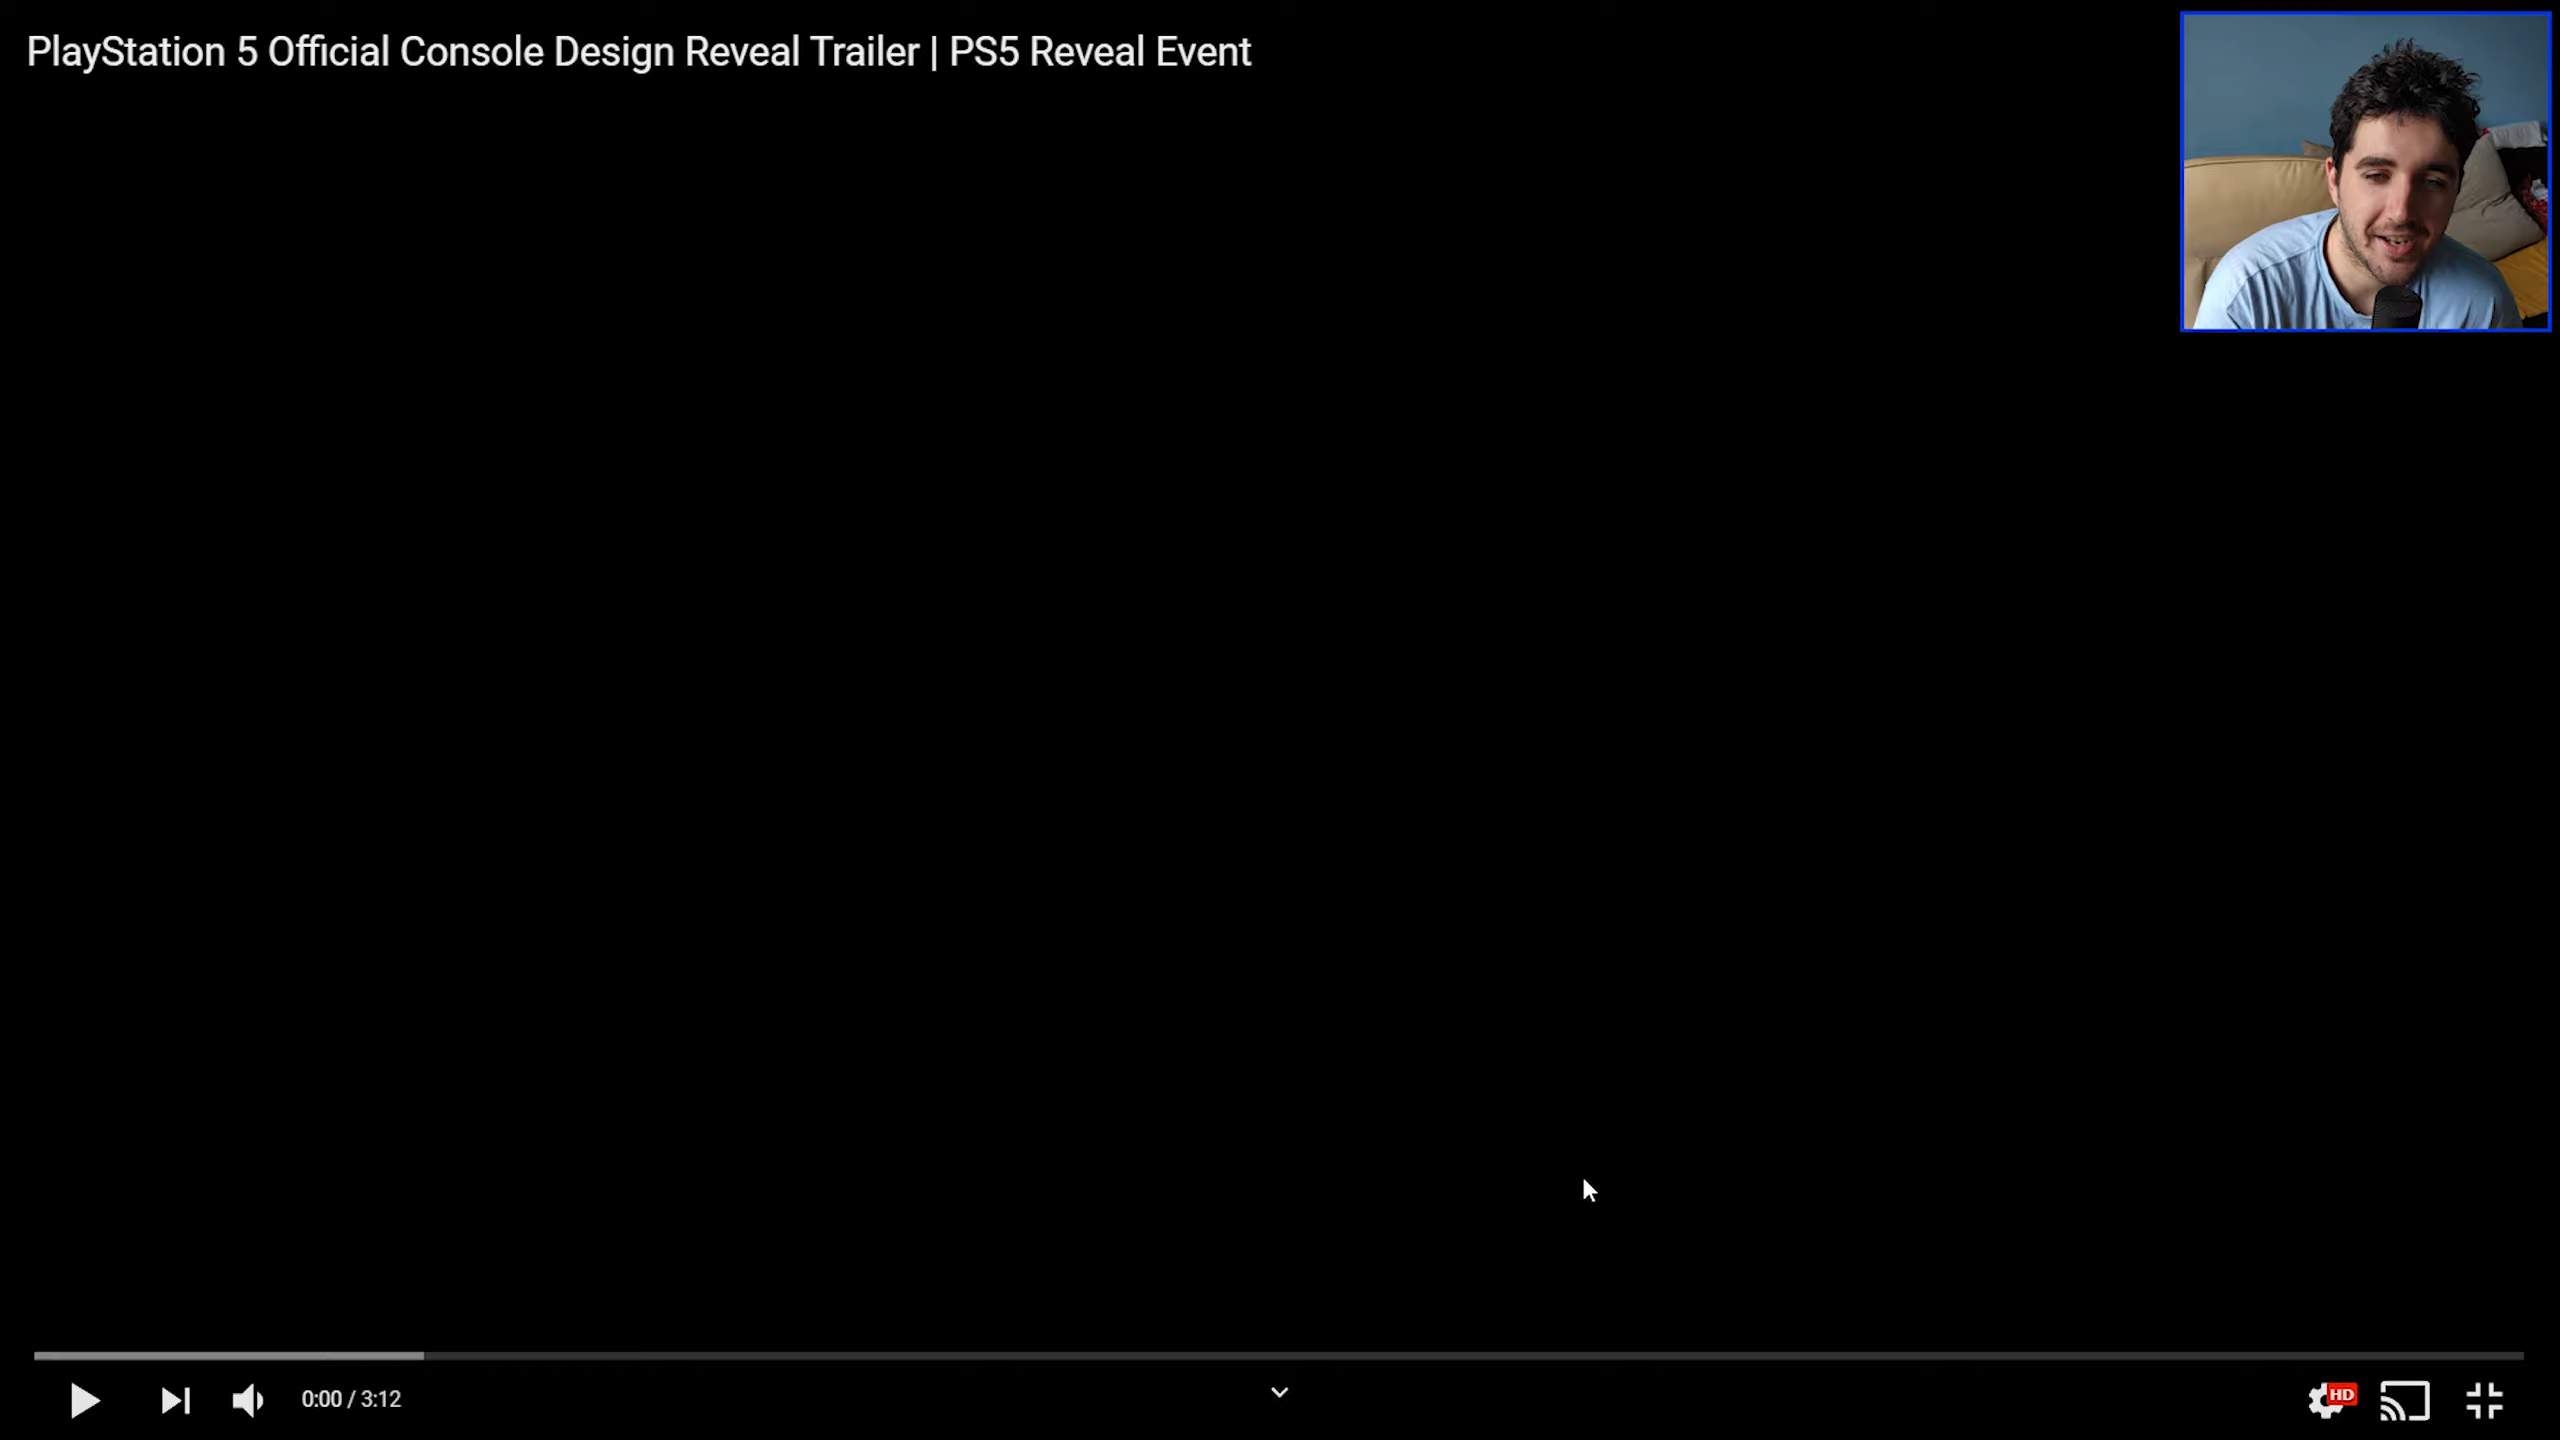 PlayStation 5 Official Console Design Reveal Trailer | PS5 Reveal Event
0:00 / 3:12
HD